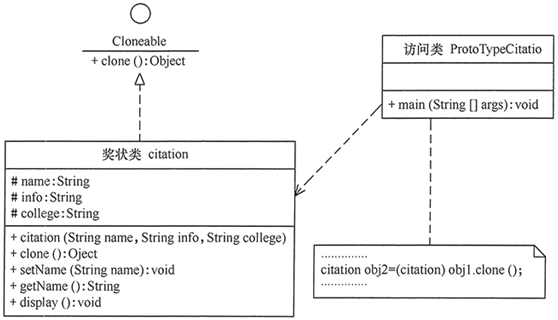 Cloneable
+ clone():Object
访问类 ProtoTypeCitatio
+ main(String[] args):void
奖状类 citation
# name:String
# info:String
# college:String
+ citation(String name,String info,String college)
+ clone():Oject
+ setName(String name):void
+ getName():String
+ display():void
..............
citation obj2=(citation) obj1.clone();
..............